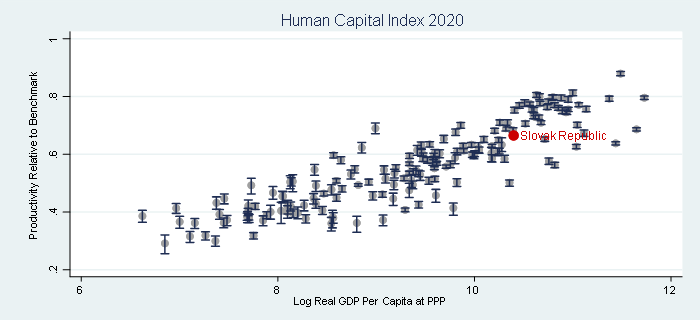 Human Capital Index 2020
Productivity Relative to Benchmark
1
.8
.6
.4
.2
Slovak Republic
6
8
10
12
Log Real GDP Per Capita at PPP